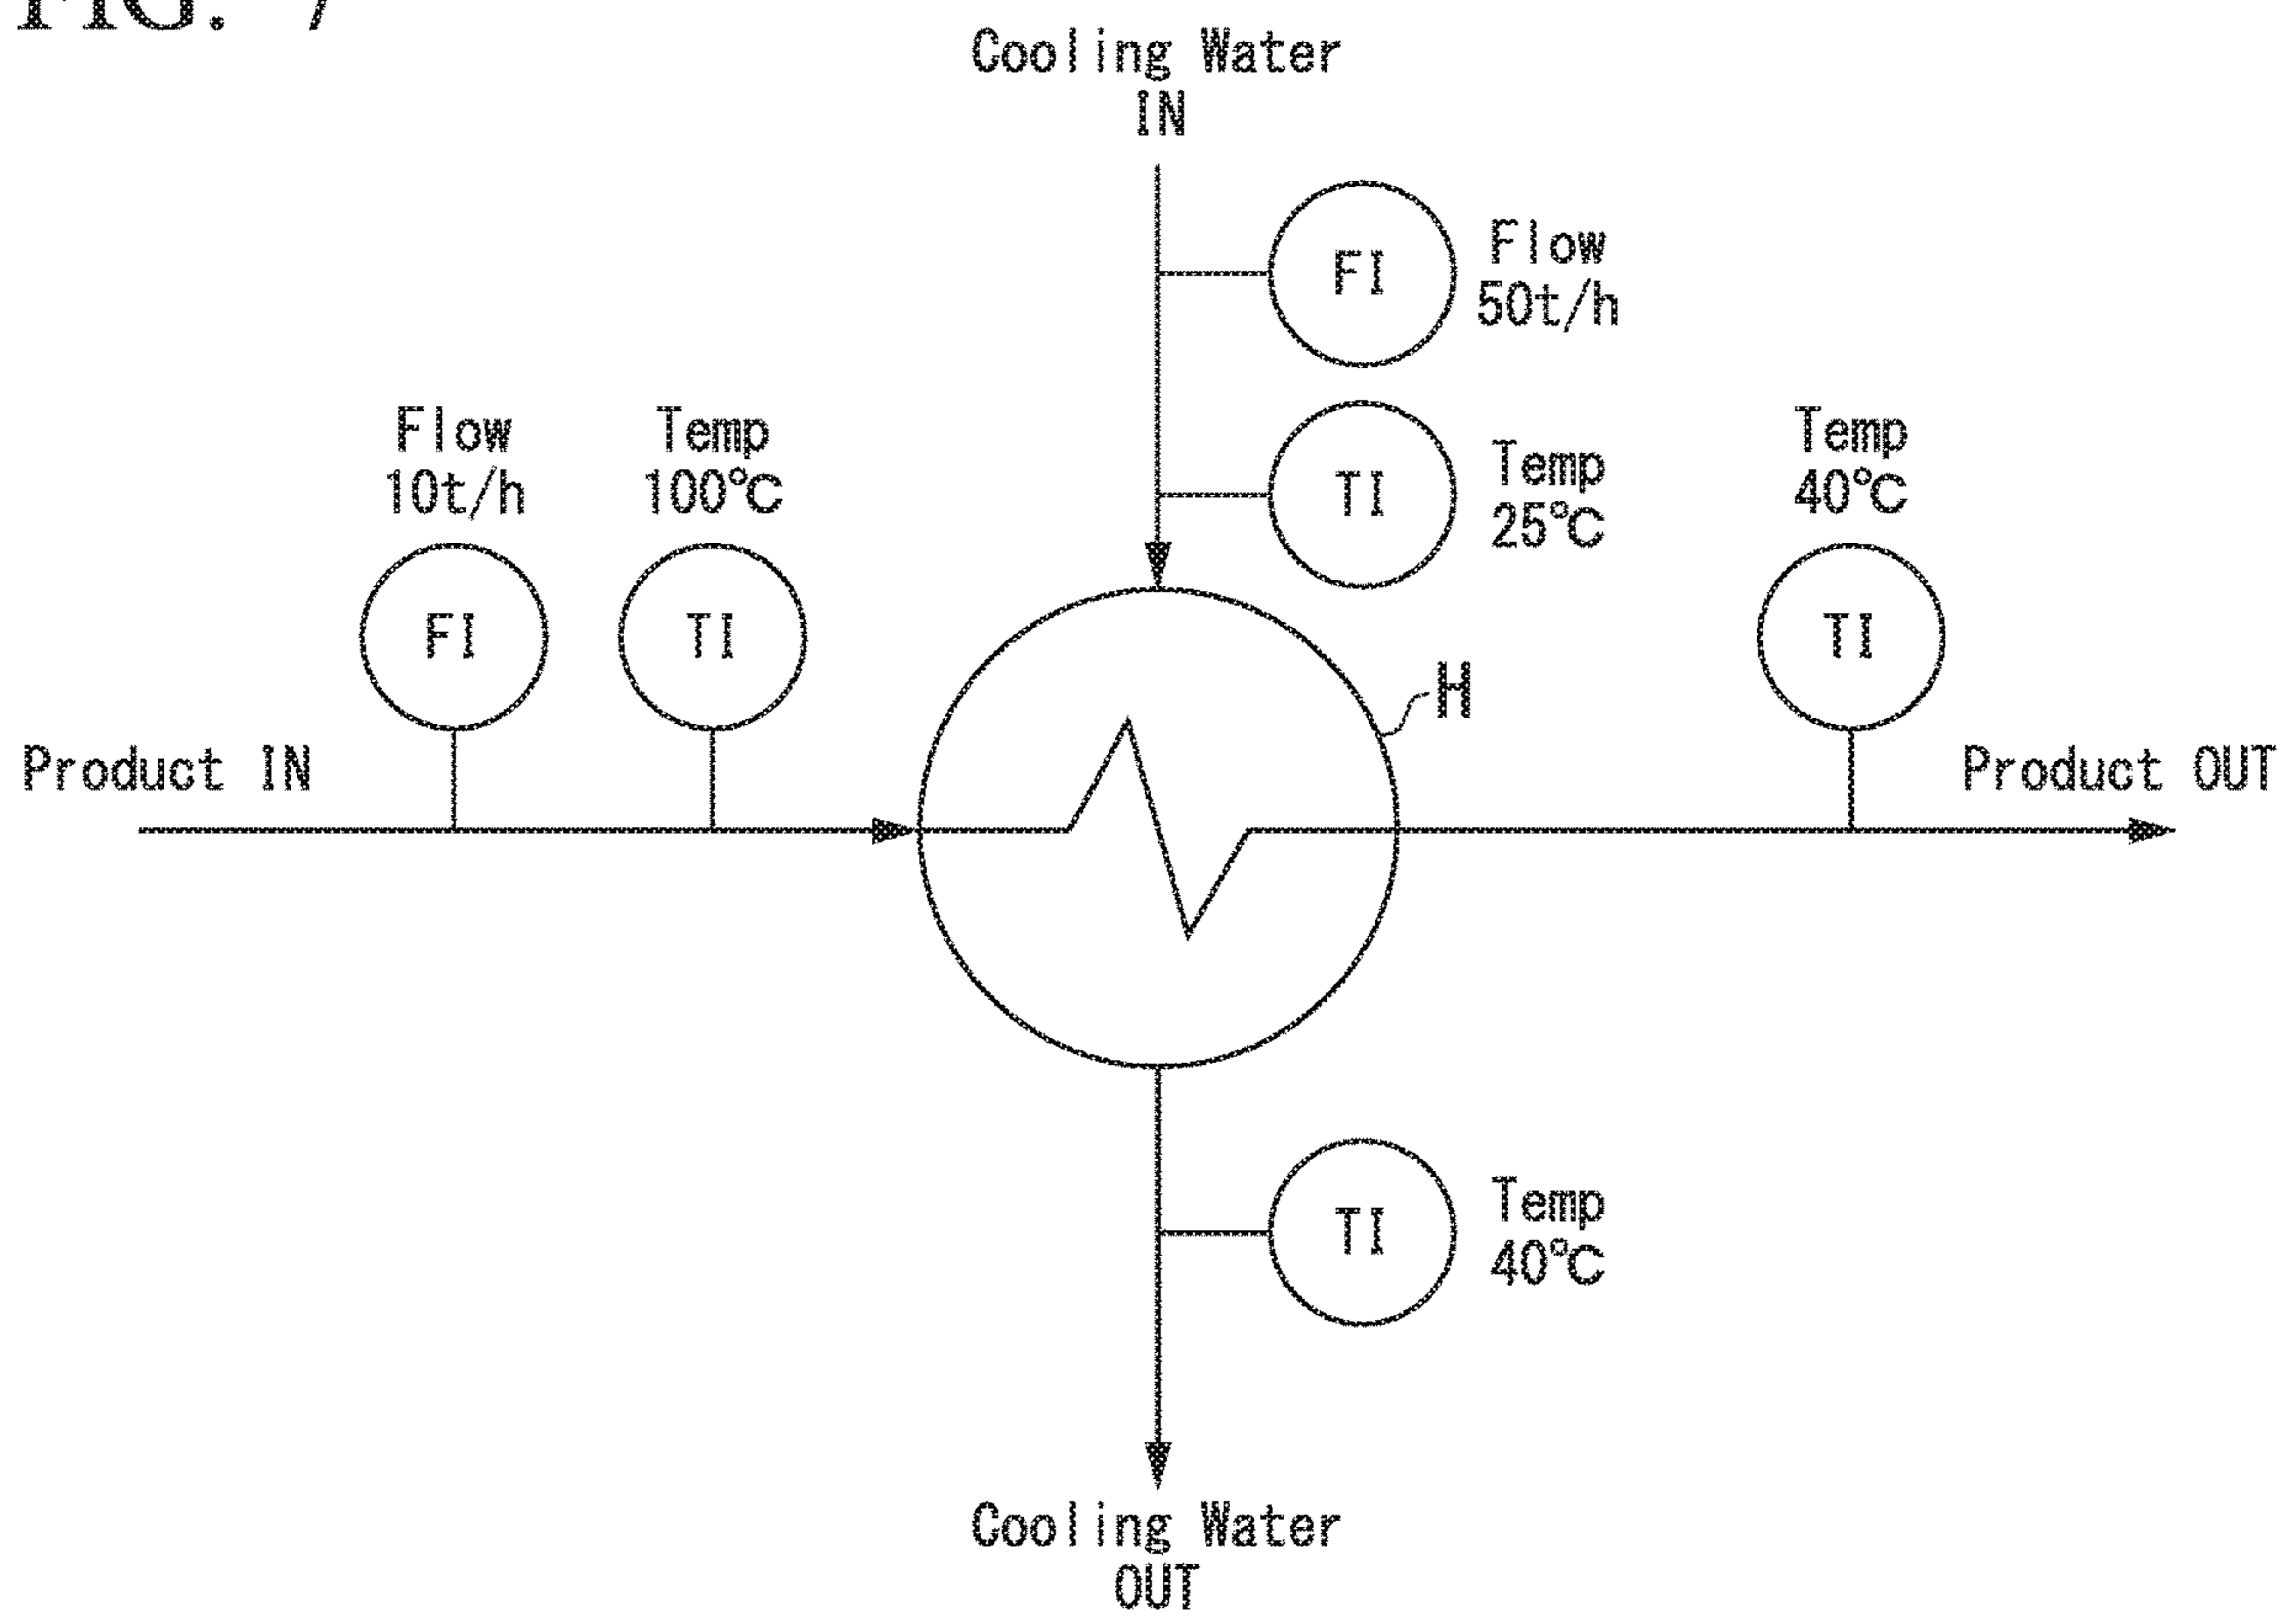 FIG. 7
Cooling Water
IN
FI
Flow
50t/h
TI
Temp
25℃
Flow
10t/h
FI
Temp
100℃
TI
Temp
40℃
TI
H
Product IN
Product OUT
TI
Temp
40℃
Cooling Water
OUT